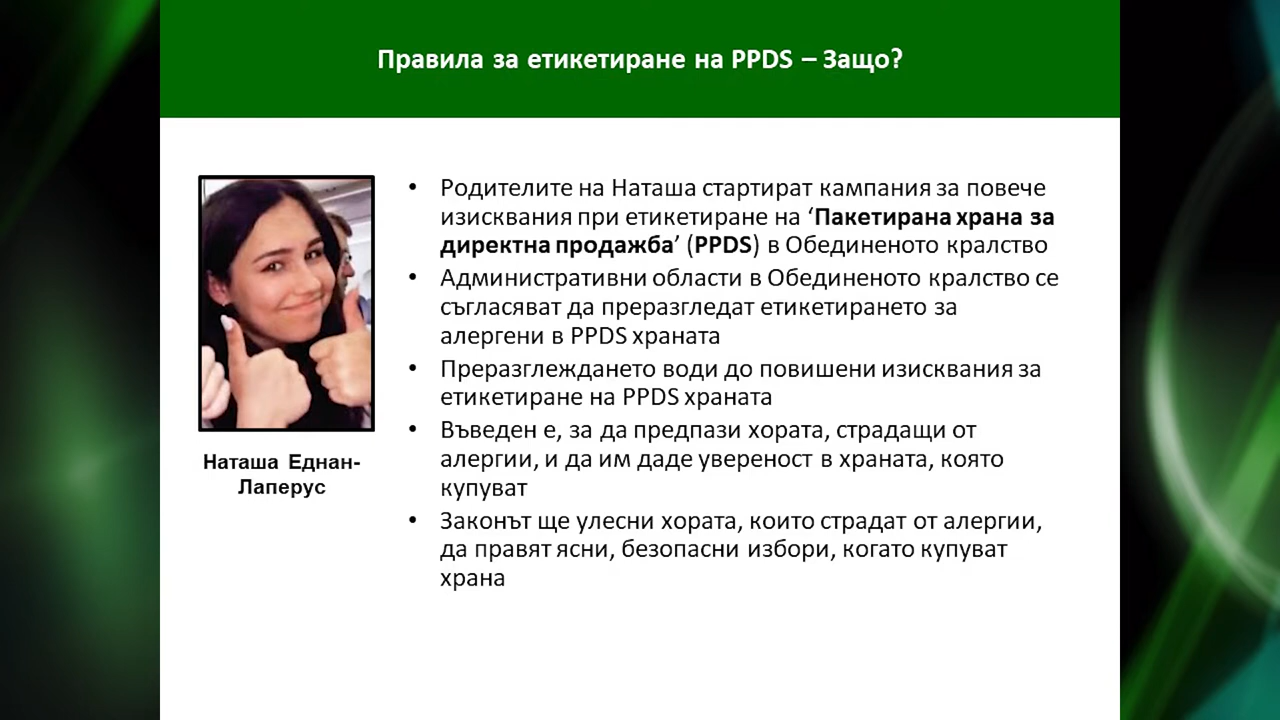 Правила за етикетиране на PPDS – Защо?
• Родителите на Наташа стартират кампания за повече
изисквания при етикетиране на ‘Пакетирана храна за
директна продажба’ (PPDS) в Обединеното кралство
• Административни области в Обединеното кралство се
съгласяват да преразгледат етикетирането за
алергени в PPDS храната
• Преразглеждането води до повишени изисквания за
етикетиране на PPDS храната
• Въведен е, за да предпази хората, страдащи от
алергии, и да им даде увереност в храната, която
купуват
• Законът ще улесни хората, които страдат от алергии,
да правят ясни, безопасни избори, когато купуват
храна
Наташа Еднан-
Лаперус